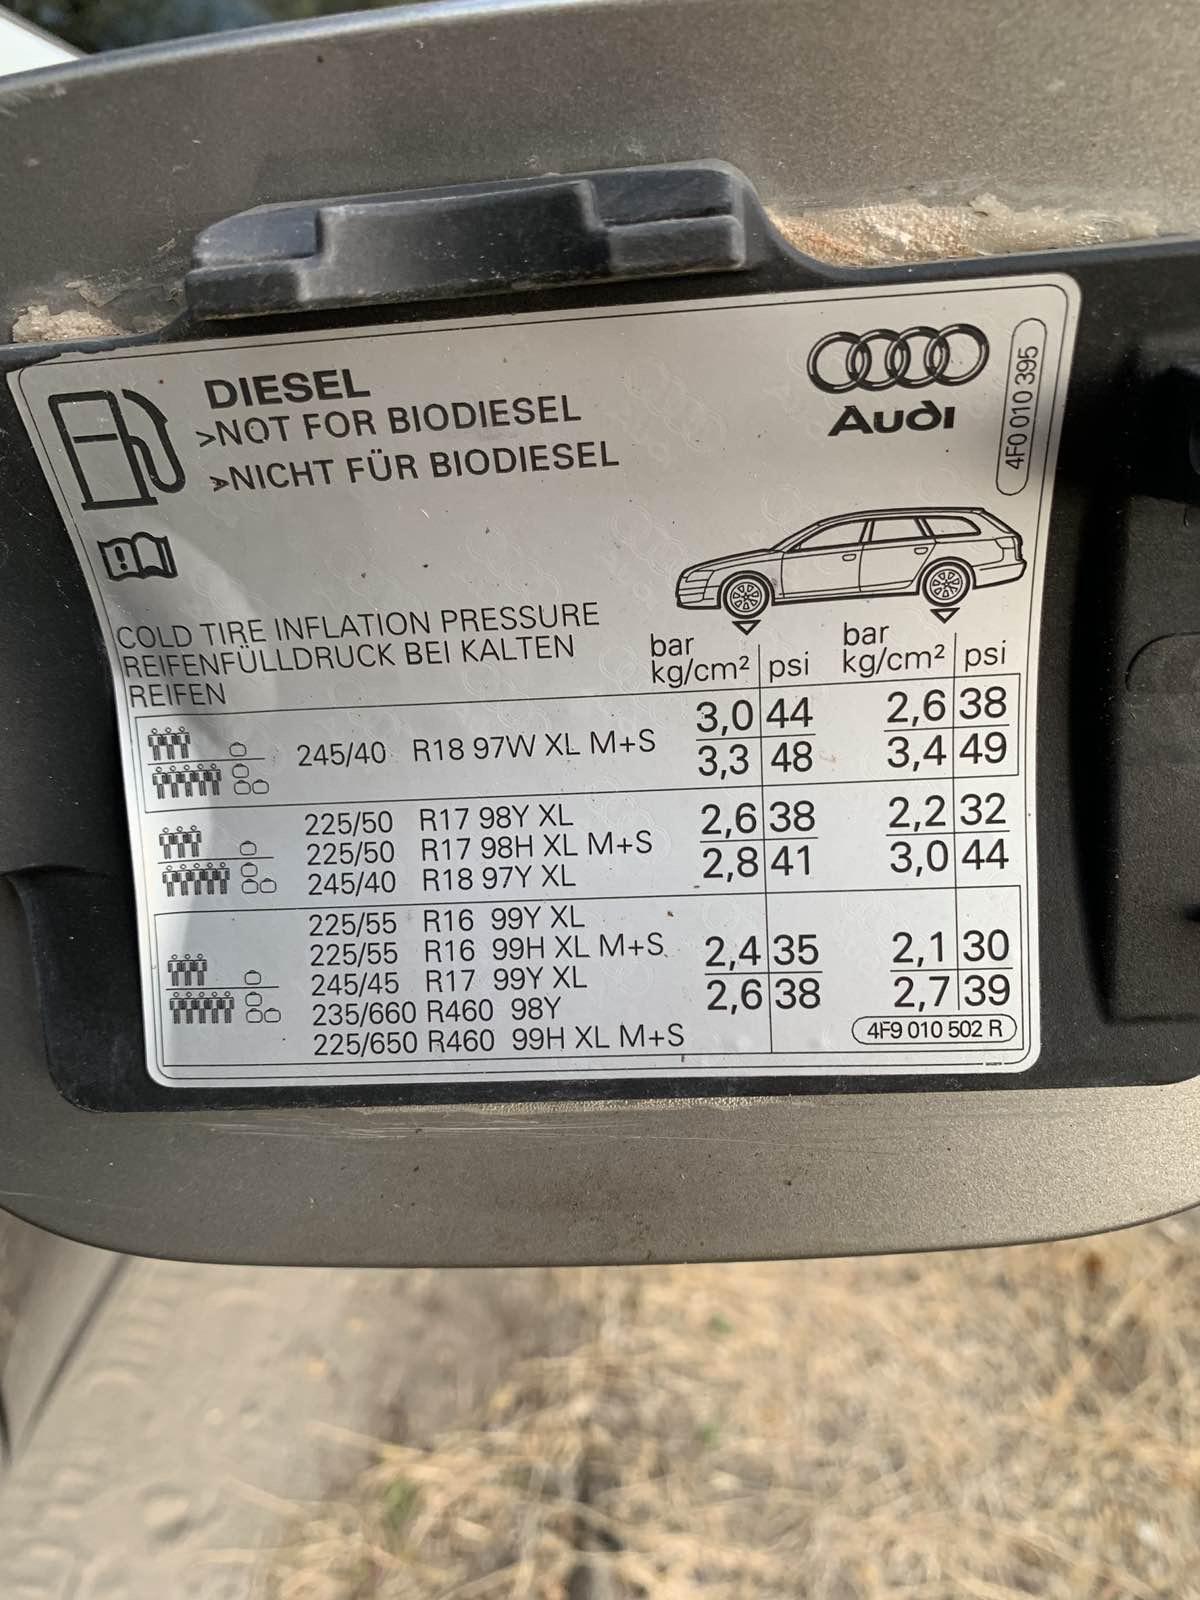 DIESEL
>NOT FOR BIODIESEL
>NICHT FÜR BIODIESEL
Audi
4F0 010 395
COLD TIRE INFLATION PRESSURE
REIFENFÜLLDRUCK BEI KALTEN
REIFEN
bar kg/cm² psi bar kg/cm² psi
245/40 R18 97W XL M+S
3,0 44 2,6 38
3,3 48 3,4 49
225/50 R17 98Y XL
225/50 R17 98H XL M+S
245/40 R18 97Y XL
2,6 38 2,2 32
2,8 41 3,0 44
225/55 R16 99Y XL
225/55 R16 99H XL M+S
245/45 R17 99Y XL
235/660 R460 98Y
225/650 R460 99H XL M+S
2,4 35 2,1 30
2,6 38 2,7 39
4F9 010 502 R